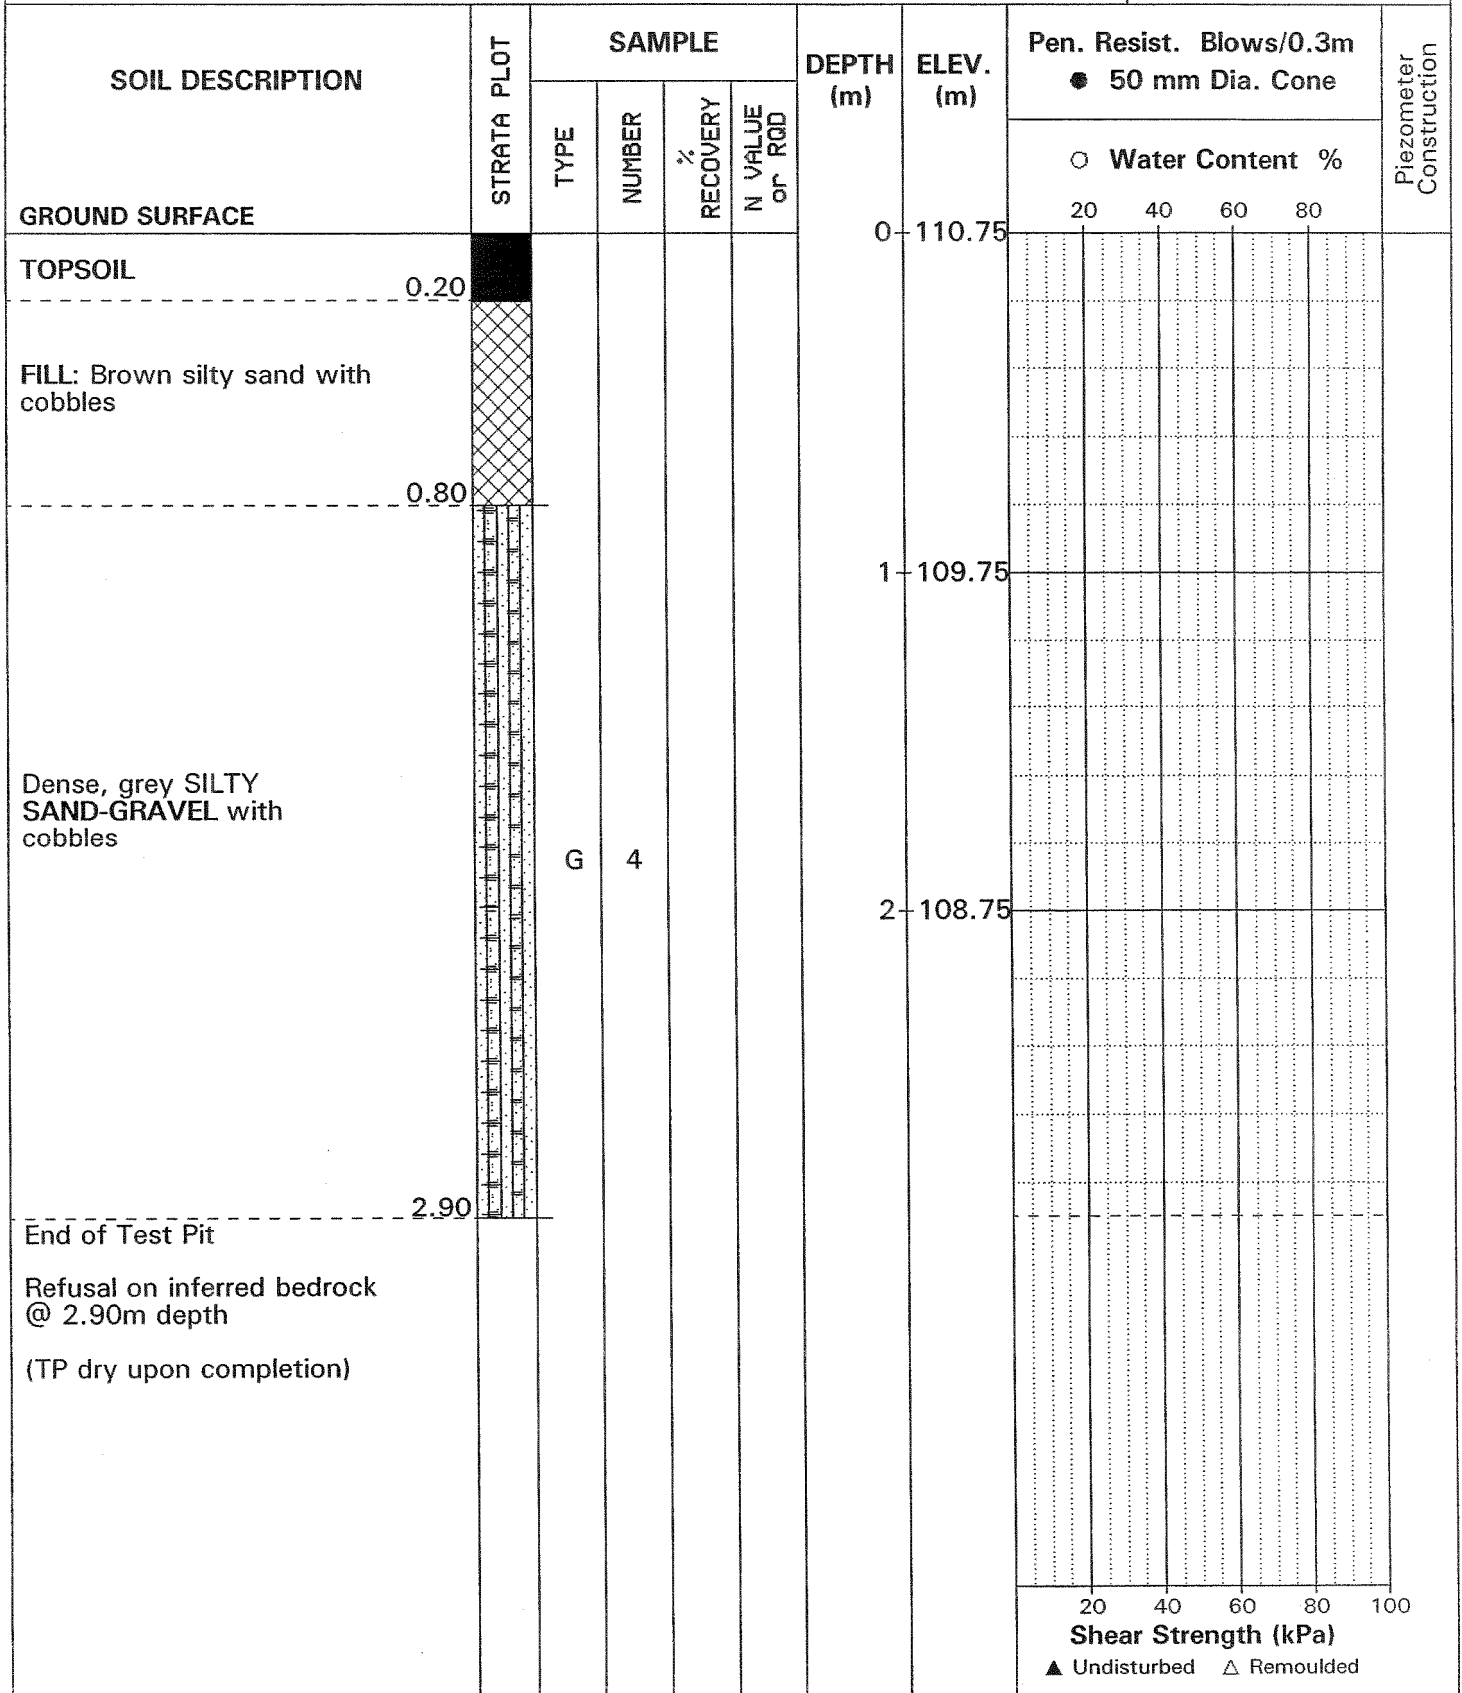 SOIL DESCRIPTION
GROUND SURFACE
STRATA PLOT
SAMPLE
TYPE
NUMBER
% RECOVERY
N VALUE or RQD
DEPTH (m)
ELEV. (m)
Pen. Resist. Blows/0.3m
● 50 mm Dia. Cone
○ Water Content %
20 40 60 80
Piezometer Construction
0 110.75
TOPSOIL
0.20
FILL: Brown silty sand with
cobbles
0.80
1 109.75
Dense, grey SILTY
SAND-GRAVEL with
cobbles
G 4
2 108.75
2.90
End of Test Pit
Refusal on inferred bedrock
@ 2.90m depth
(TP dry upon completion)
20 40 60 80 100
Shear Strength (kPa)
▲ Undisturbed △ Remoulded